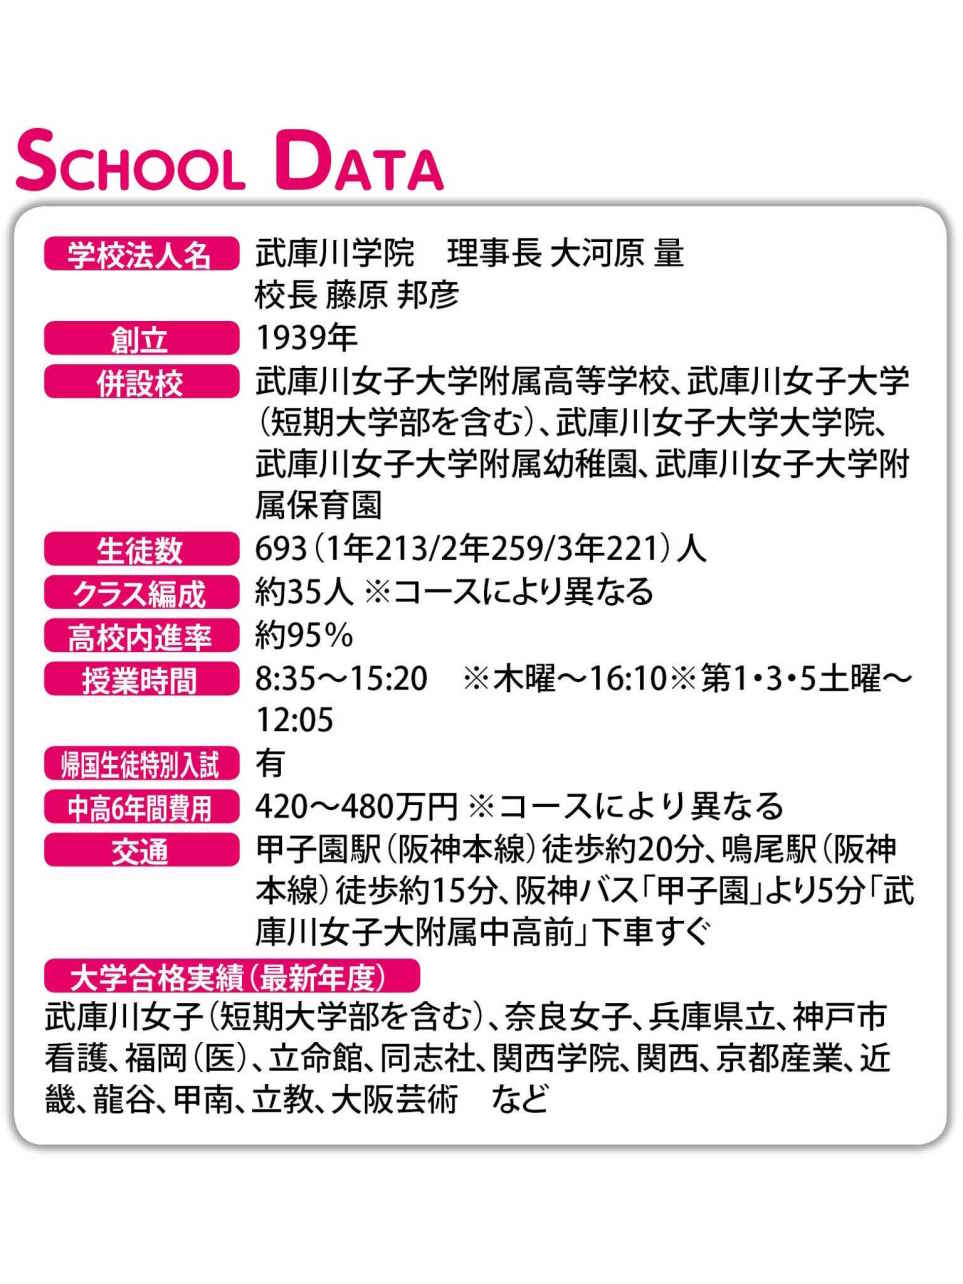 SCHOOL DATA
学校法人名 武庫川学院　理事長 大河原 量
校長 藤原 邦彦
創立 1939年
併設校 武庫川女子大学附属高等学校、武庫川女子大学
（短期大学部を含む）、武庫川女子大学大学院、
武庫川女子大学附属幼稚園、武庫川女子大学附
属保育園
生徒数 693（1年213/2年259/3年221）人
クラス編成 約35人 ※コースにより異なる
高校内進率 約95%
授業時間 8:35～15:20　※木曜～16:10※第1・3・5土曜～
12:05
帰国生徒特別入試 有
中高6年間費用 420～480万円 ※コースにより異なる
交通 甲子園駅（阪神本線）徒歩約20分、鳴尾駅（阪神
本線）徒歩約15分、阪神バス「甲子園」より5分「武
庫川女子大附属中高前」下車すぐ
大学合格実績（最新年度）
武庫川女子（短期大学部を含む）、奈良女子、兵庫県立、神戸市
看護、福岡（医）、立命館、同志社、関西学院、関西、京都産業、近
畿、龍谷、甲南、立教、大阪芸術　など